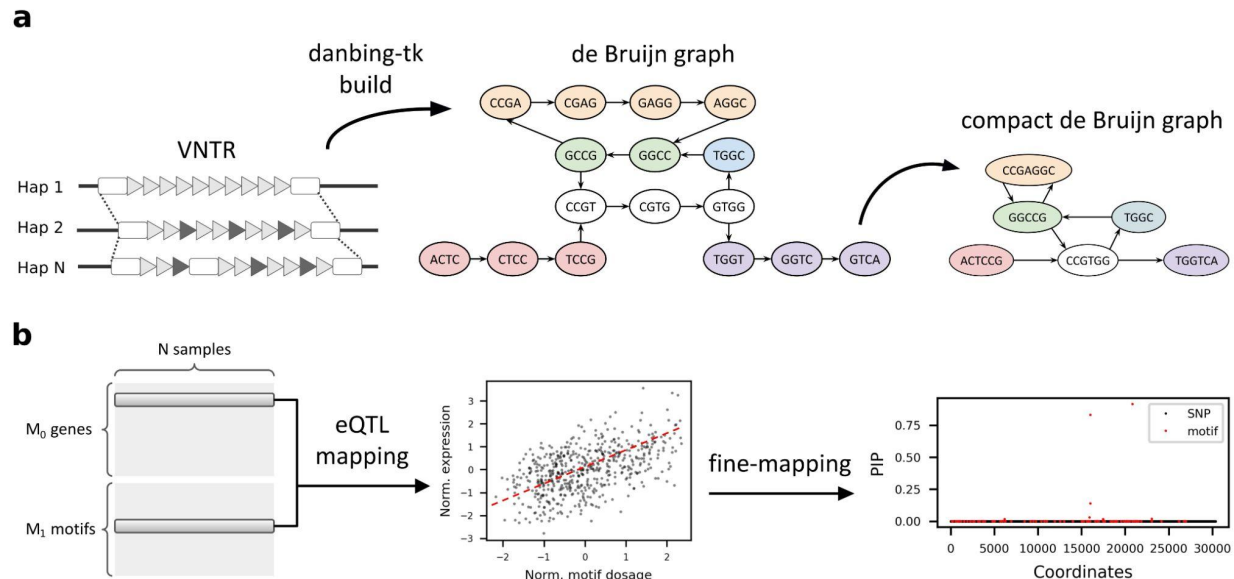 a
danbing-tk
build
de Bruijn graph
compact de Bruijn graph
VNTR
Hap 1
Hap 2
Hap N
CCGA CGAG GAGG AGGC
GCCG GGCC TGGC
CCGT CGTG GTGG
ACTC CTCC TCCG TGGT GGTC GTCA
CCGAGGC
GGCCG TGGC
ACTCCG CCGTGG TGGTCA
b
N samples
M₀ genes
M₁ motifs
eQTL
mapping
Norm. expression
3
2
1
0
−1
−2
−3
−2 −1 0 1 2
Norm. motif dosage
fine-mapping
PIP
0.75
0.50
0.25
0.00
SNP
motif
0 5000 10000 15000 20000 25000 30000
Coordinates